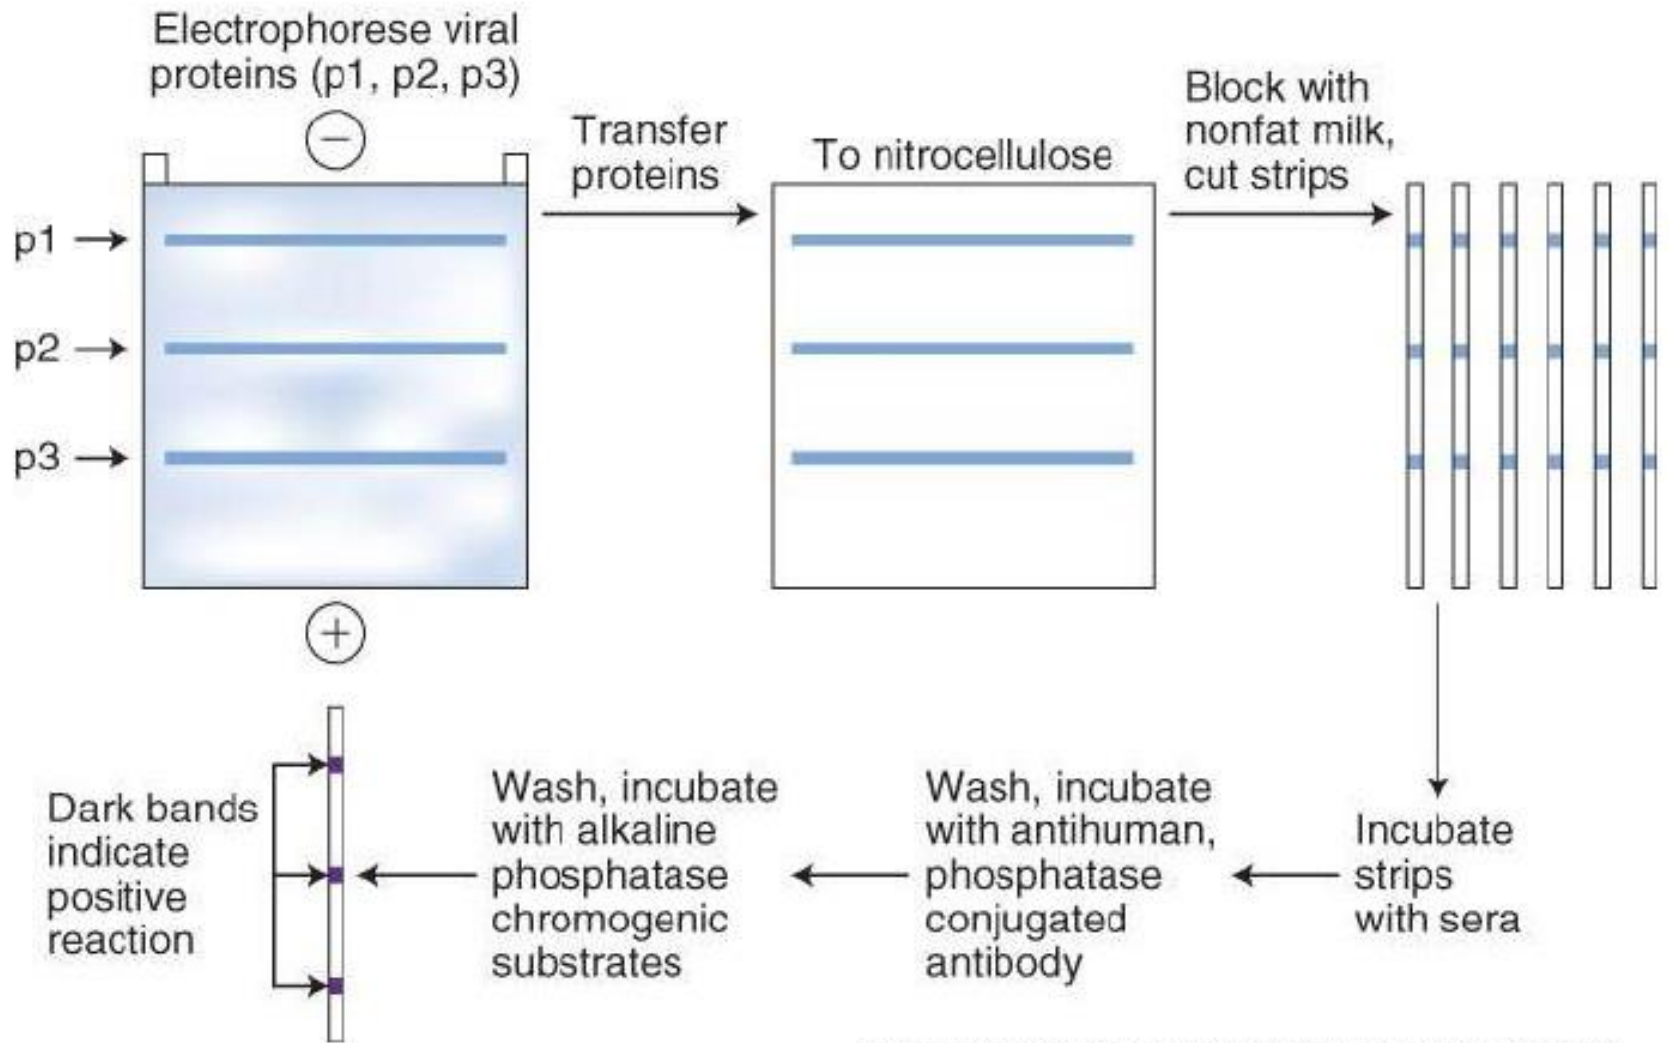 Electrophorese viral
proteins (p1, p2, p3)
−
Transfer
proteins
To nitrocellulose
Block with
nonfat milk,
cut strips
p1
p2
p3
+
Incubate
strips
with sera
Wash, incubate
with antihuman,
phosphatase
conjugated
antibody
Wash, incubate
with alkaline
phosphatase
chromogenic
substrates
Dark bands
indicate
positive
reaction